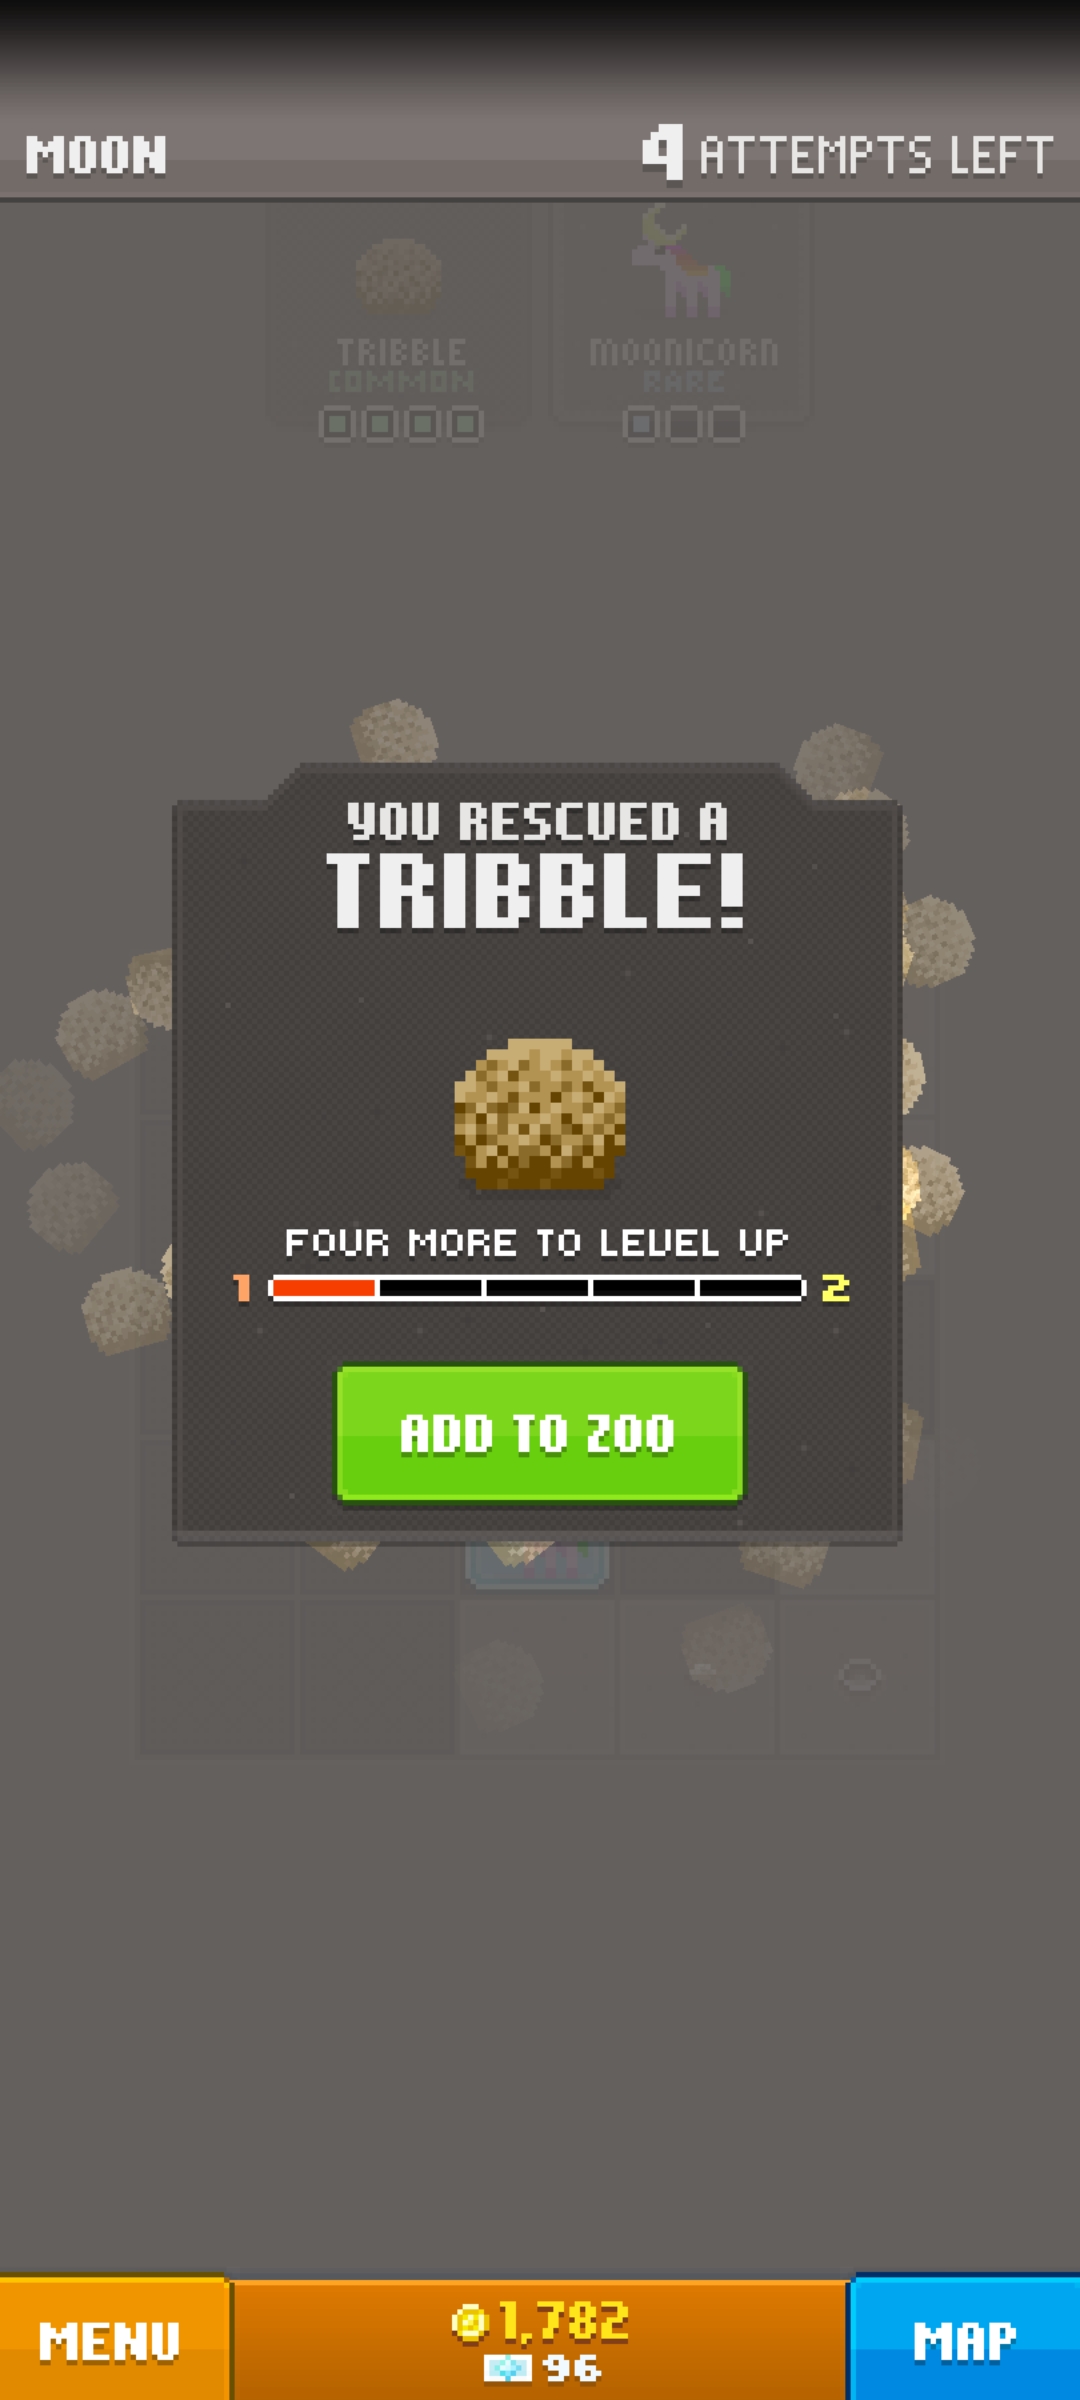 MOON
4 ATTEMPTS LEFT
TRIBBLE
COMMON
MOONICORN
RARE
YOU RESCUED A
TRIBBLE!
FOUR MORE TO LEVEL UP
1
2
ADD TO ZOO
MENU
1,782
96
MAP